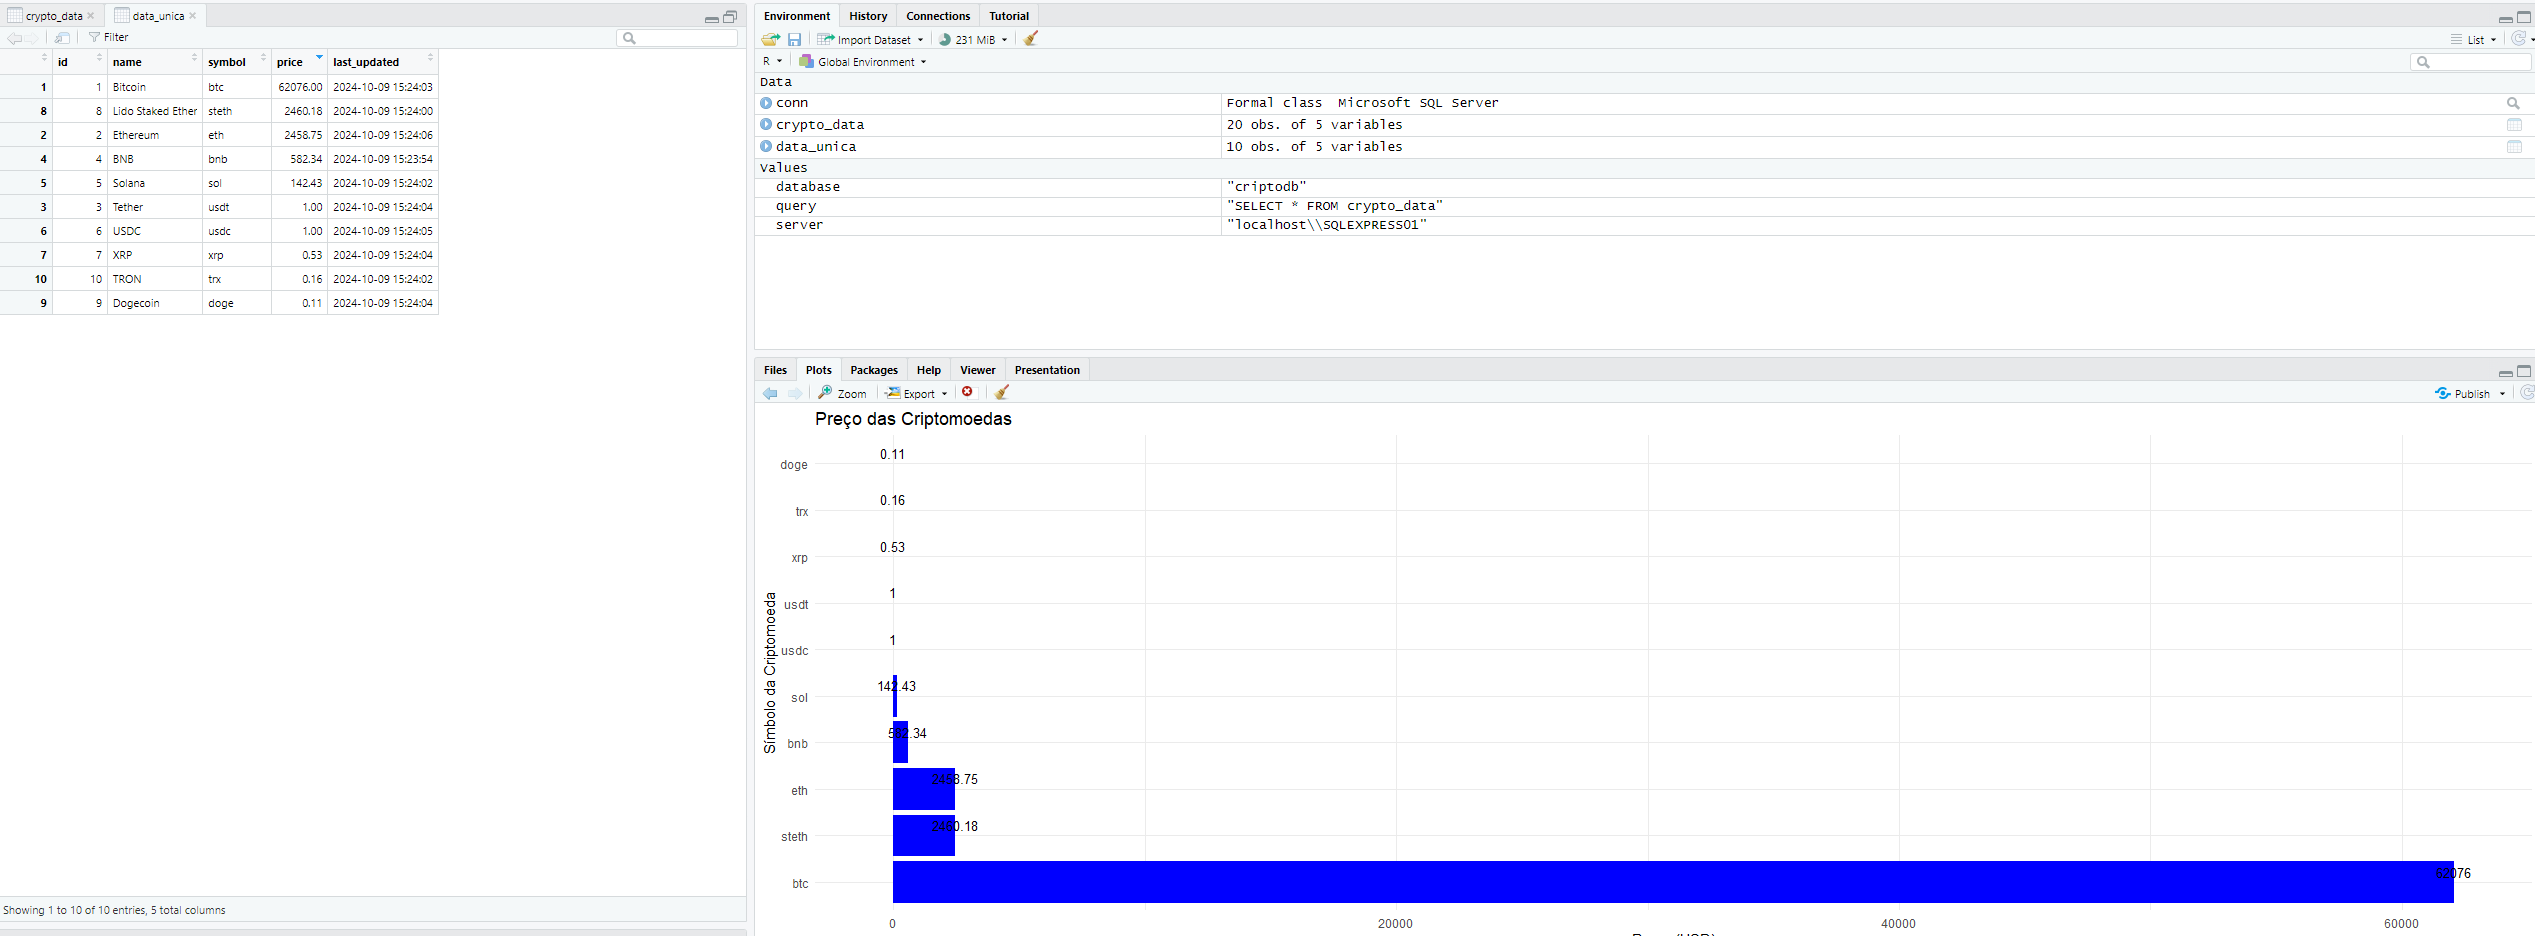 crypto_data
data_unica
Filter
id name symbol price last_updated
1 1 Bitcoin btc 62076.00 2024-10-09 15:24:03
8 8 Lido Staked Ether steth 2460.18 2024-10-09 15:24:00
2 2 Ethereum eth 2458.75 2024-10-09 15:24:06
4 4 BNB bnb 582.34 2024-10-09 15:23:54
5 5 Solana sol 142.43 2024-10-09 15:24:02
3 3 Tether usdt 1.00 2024-10-09 15:24:04
6 6 USDC usdc 1.00 2024-10-09 15:24:05
7 7 XRP xrp 0.53 2024-10-09 15:24:04
10 10 TRON trx 0.16 2024-10-09 15:24:02
9 9 Dogecoin doge 0.11 2024-10-09 15:24:04
Showing 1 to 10 of 10 entries, 5 total columns
Environment History Connections Tutorial
Import Dataset 231 MiB List
R Global Environment
Data
conn Formal class Microsoft SQL Server
crypto_data 20 obs. of 5 variables
data_unica 10 obs. of 5 variables
Values
database "criptodb"
query "SELECT * FROM crypto_data"
server "localhost\\SQLEXPRESS01"
Files Plots Packages Help Viewer Presentation
Zoom Export Publish
Preço das Criptomoedas
Símbolo da Criptomoeda
doge 0.11
trx 0.16
xrp 0.53
usdt 1
usdc 1
sol 142.43
bnb 582.34
eth 2458.75
steth 2460.18
btc 62076
0 20000 40000 60000